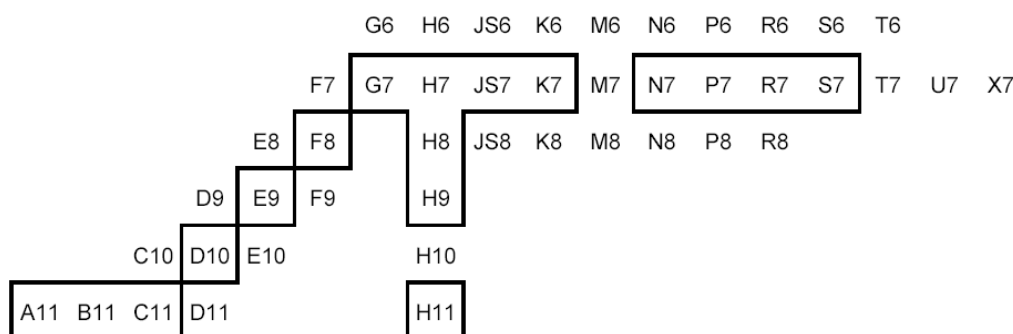 G6 H6 JS6 K6 M6 N6 P6 R6 S6 T6
F7 G7 H7 JS7 K7 M7 N7 P7 R7 S7 T7 U7 X7
E8 F8 H8 JS8 K8 M8 N8 P8 R8
D9 E9 F9 H9
C10 D10 E10 H10
A11 B11 C11 D11 H11